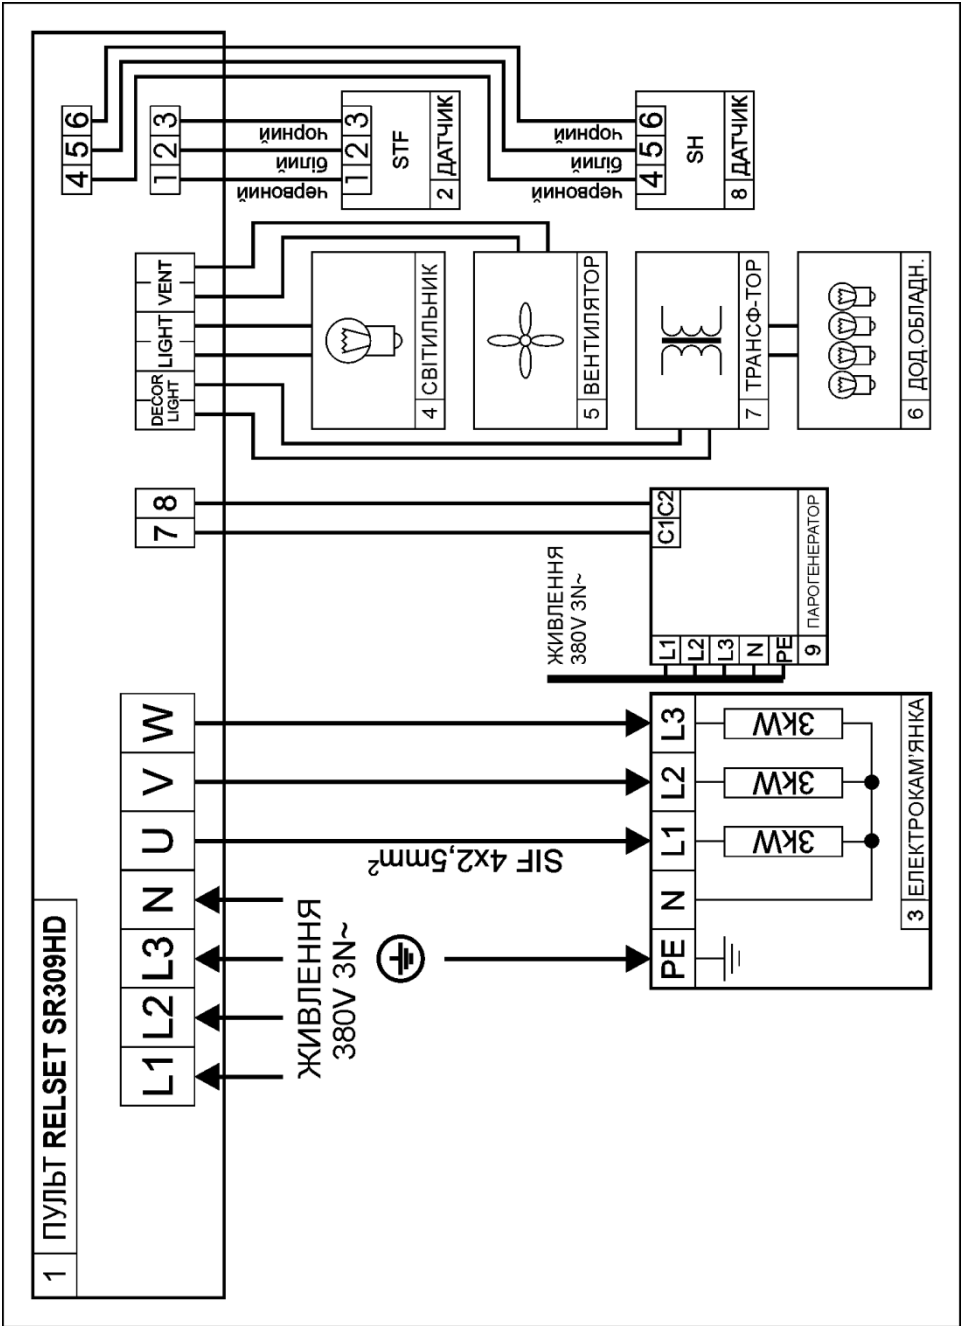 1 ПУЛЬТ RELSET SR309HD
L1 L2 L3 N U V W
7 8
DECOR LIGHT
LIGHT
VENT
1 2 3
4 5 6
ЖИВЛЕННЯ
380V 3N~
SIF 4x2,5mm²
червоний
білий
чорний
1 2 3
STF
2 ДАТЧИК
червоний
білий
чорний
4 5 6
SH
8 ДАТЧИК
4 СВІТИЛЬНИК
5 ВЕНТИЛЯТОР
7 ТРАНСФ-ТОР
6 ДОД.ОБЛАДН.
ЖИВЛЕННЯ
380V 3N~
C1 C2
L1 L2 L3 N PE
9 ПАРОГЕНЕРАТОР
PE N L1 L2 L3
3kW 3kW 3kW
3 ЕЛЕКТРОКАМ'ЯНКА